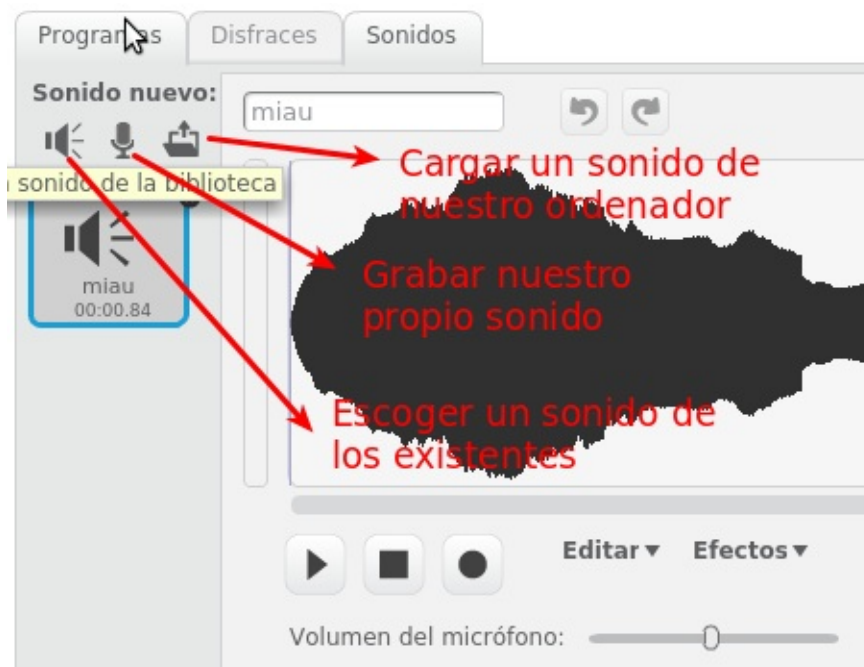 Programas Disfraces Sonidos
Sonido nuevo:
miau
sonido de la biblioteca
Cargar un sonido de
nuestro ordenador
miau
00:00.84
Grabar nuestro
propio sonido
Escoger un sonido de
los existentes
Editar Efectos
Volumen del micrófono: